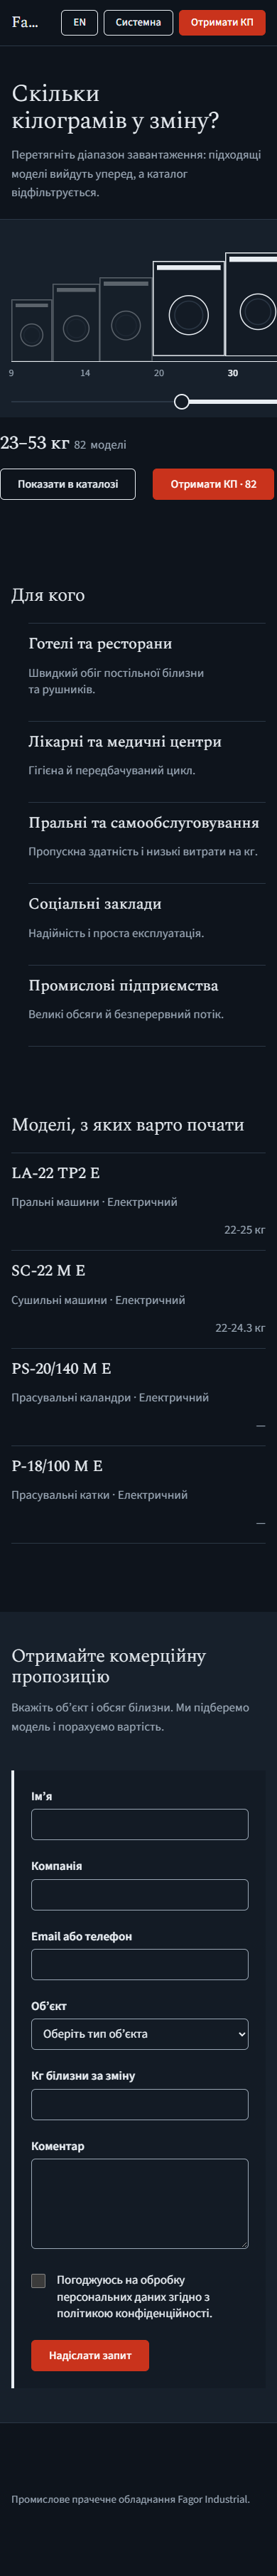 Fa...
EN
Системна
Отримати КП
Скільки
кілограмів у зміну?
Перетягніть діапазон завантаження: підходящі
моделі вийдуть уперед, а каталог
відфільтрується.
9 14 20 30
23–53 кг 82 моделі
Показати в каталозі
Отримати КП · 82
Для кого
Готелі та ресторани
Швидкий обіг постільної білизни
та рушників.
Лікарні та медичні центри
Гігієна й передбачуваний цикл.
Пральні та самообслуговування
Пропускна здатність і низькі витрати на кг.
Соціальні заклади
Надійність і проста експлуатація.
Промислові підприємства
Великі обсяги й безперервний потік.
Моделі, з яких варто почати
LA-22 TP2 E
Пральні машини · Електричний
22-25 кг
SC-22 M E
Сушильні машини · Електричний
22-24.3 кг
PS-20/140 M E
Прасувальні каландри · Електричний
—
P-18/100 M E
Прасувальні катки · Електричний
—
Отримайте комерційну
пропозицію
Вкажіть об’єкт і обсяг білизни. Ми підберемо
модель і порахуємо вартість.
Ім’я
Компанія
Email або телефон
Об’єкт
Оберіть тип об’єкта
Кг білизни за зміну
Коментар
Погоджуюсь на обробку
персональних даних згідно з
політикою конфіденційності.
Надіслати запит
Промислове прачечне обладнання Fagor Industrial.